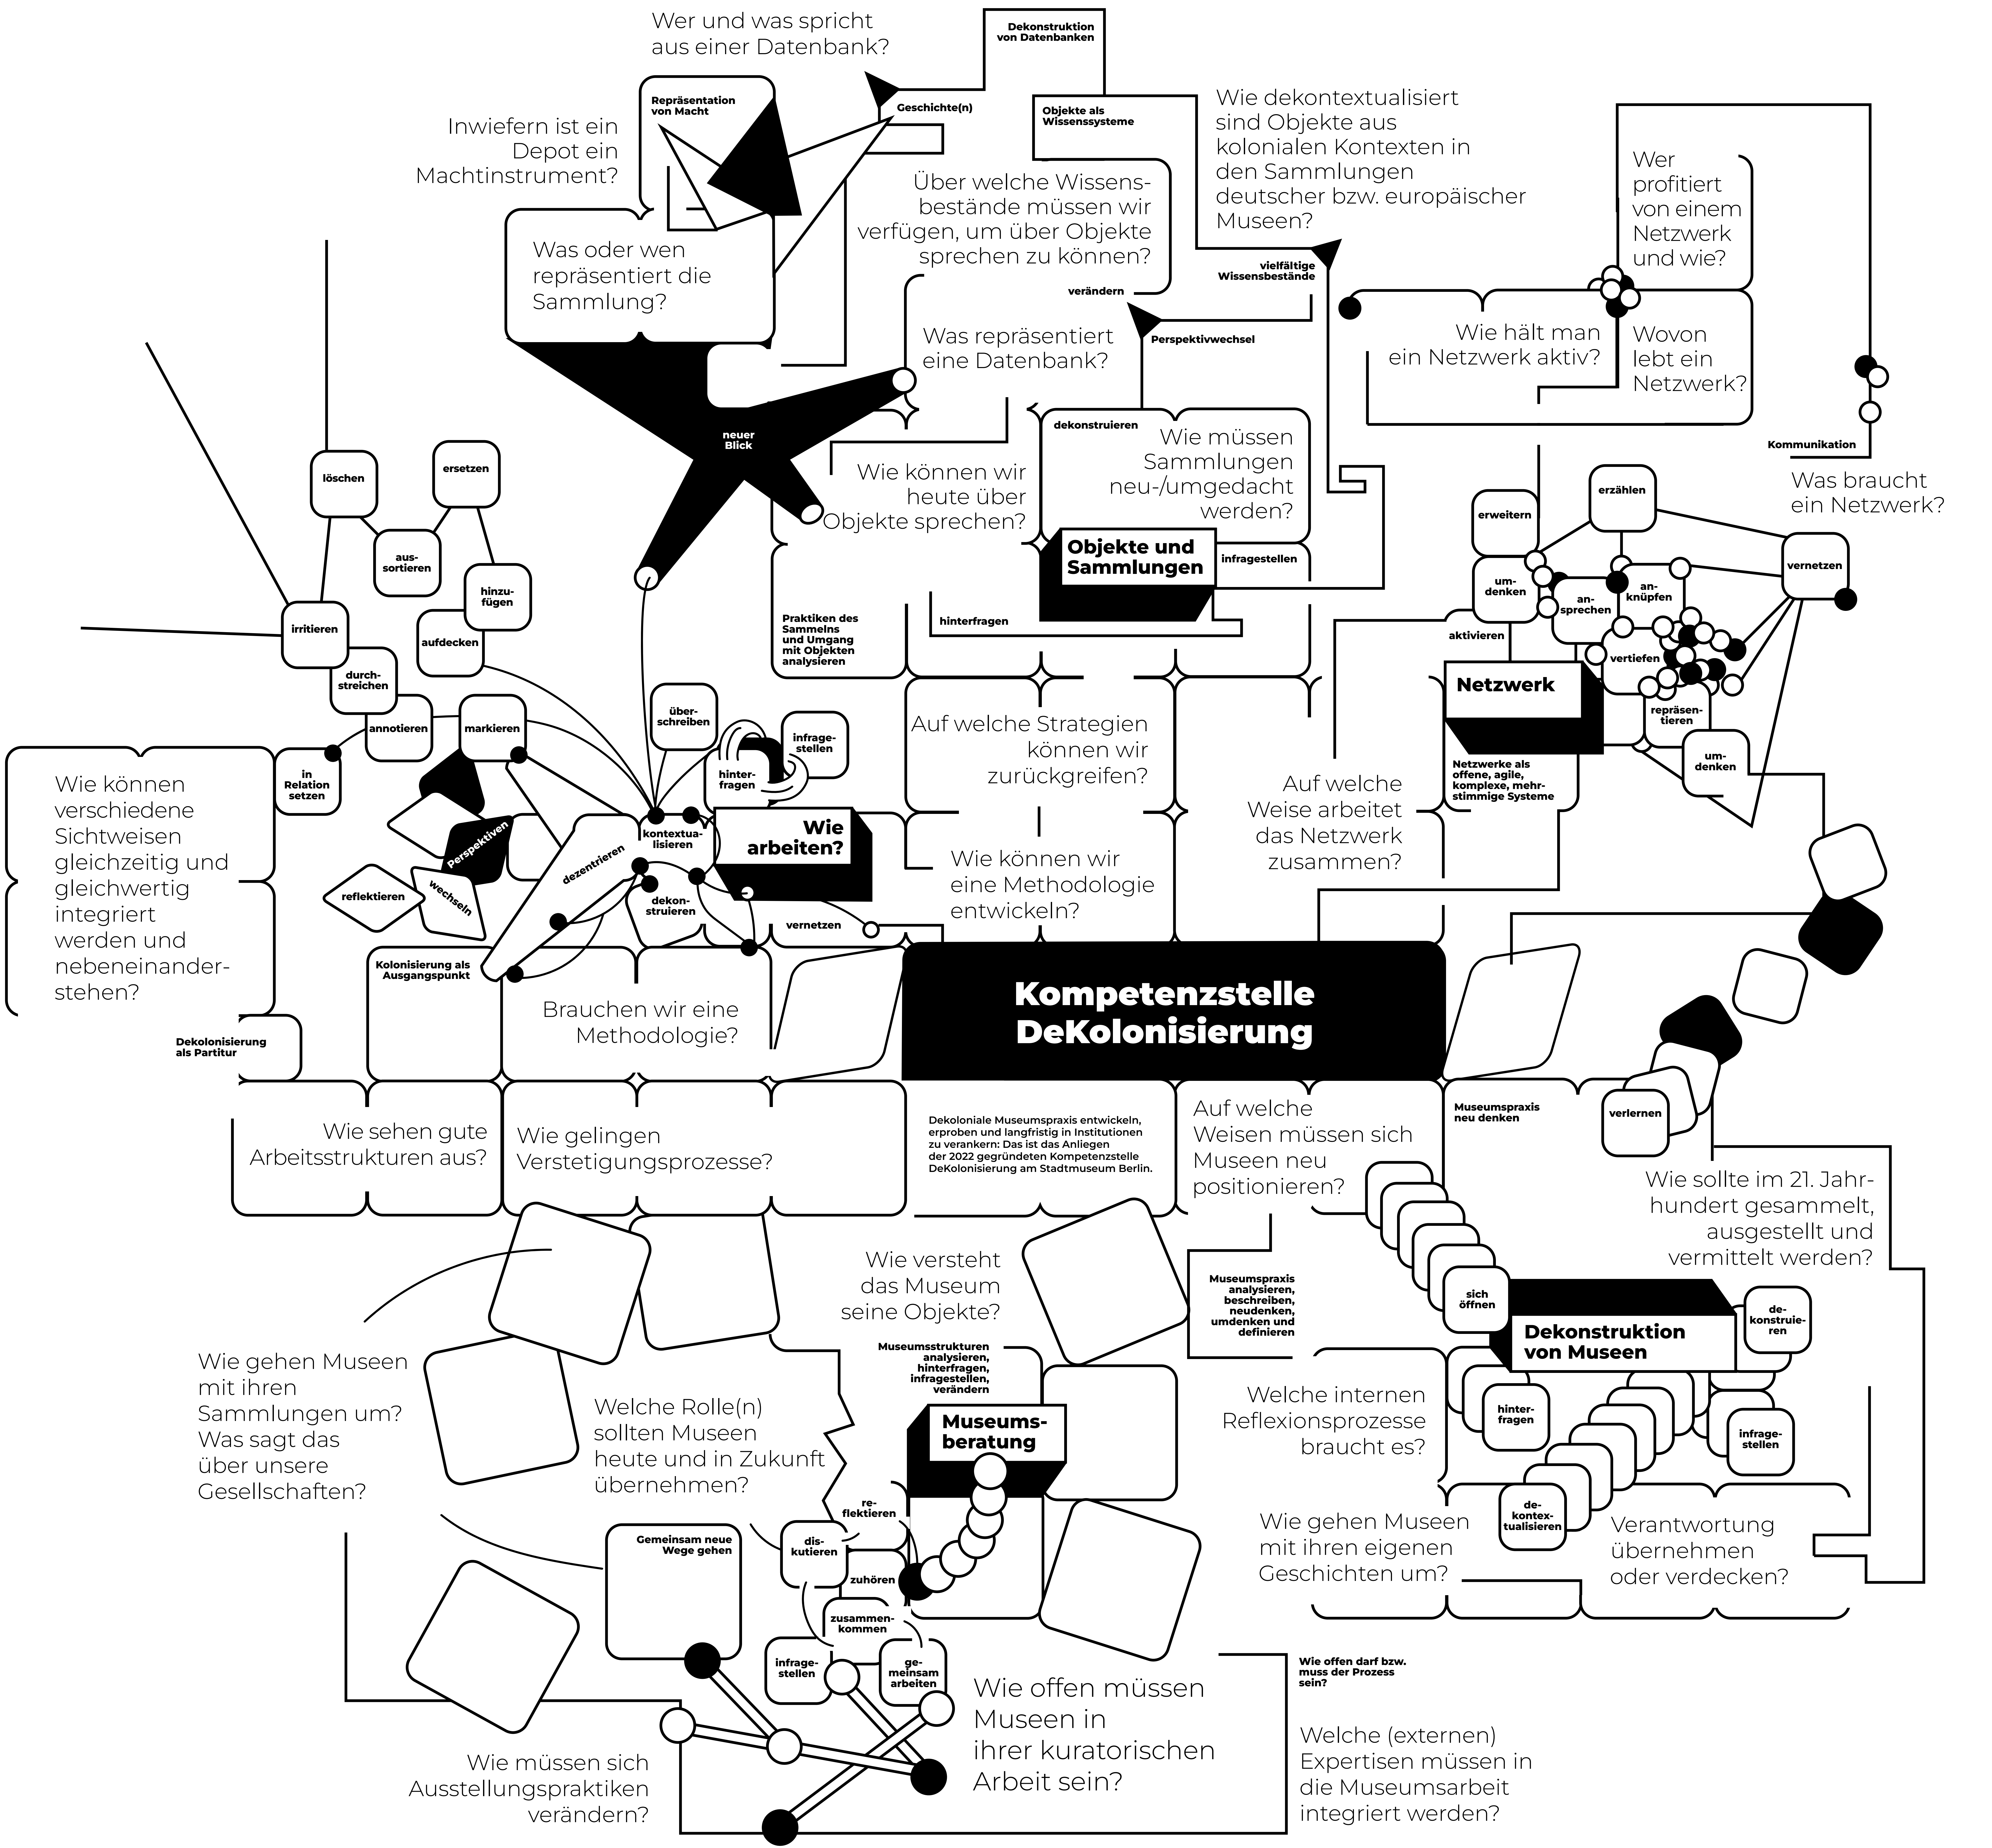 Wer und was spricht
aus einer Datenbank?
Dekonstruktion
von Datenbanken
Repräsentation
von Macht
Geschichte(n)
Objekte als
Wissenssysteme
Wie dekontextualisiert
sind Objekte aus
kolonialen Kontexten in
den Sammlungen
deutscher bzw. europäischer
Museen?
Inwiefern ist ein
Depot ein
Machtinstrument?
Wer
profitiert
von einem
Netzwerk
und wie?
Über welche Wissens-
bestände müssen wir
verfügen, um über Objekte
sprechen zu können?
Was oder wen
repräsentiert die
Sammlung?
vielfältige
Wissensbestände
verändern
Perspektivwechsel
Was repräsentiert
eine Datenbank?
Wie hält man
ein Netzwerk aktiv?
Wovon
lebt ein
Netzwerk?
neuer
Blick
dekonstruieren
Wie müssen
Sammlungen
neu-/umgedacht
werden?
Kommunikation
Was braucht
ein Netzwerk?
Wie können wir
heute über
Objekte sprechen?
löschen
ersetzen
aus-
sortieren
hinzu-
fügen
irritieren
aufdecken
durch-
streichen
annotieren
markieren
in
Relation
setzen
Objekte und
Sammlungen
infragestellen
hinterfragen
Praktiken des
Sammelns
und Umgang
mit Objekten
analysieren
erweitern
erzählen
um-
denken
an-
sprechen
an-
knüpfen
vernetzen
aktivieren
vertiefen
Netzwerk
repräsen-
tieren
um-
denken
Netzwerke als
offene, agile,
komplexe, mehr-
stimmige Systeme
über-
schreiben
infrage-
stellen
hinter-
fragen
Auf welche Strategien
können wir
zurückgreifen?
Auf welche
Weise arbeitet
das Netzwerk
zusammen?
Wie können
verschiedene
Sichtweisen
gleichzeitig und
gleichwertig
integriert
werden und
nebeneinander-
stehen?
Perspektiven
wechseln
reflektieren
dezentrieren
kontextua-
lisieren
Wie
arbeiten?
dekon-
struieren
vernetzen
Wie können wir
eine Methodologie
entwickeln?
Kolonisierung als
Ausgangspunkt
Brauchen wir eine
Methodologie?
Kompetenzstelle
DeKolonisierung
Dekolonisierung
als Partitur
Wie sehen gute
Arbeitsstrukturen aus?
Wie gelingen
Verstetigungsprozesse?
Dekoloniale Museumspraxis entwickeln,
erproben und langfristig in Institutionen
zu verankern: Das ist das Anliegen
der 2022 gegründeten Kompetenzstelle
DeKolonisierung am Stadtmuseum Berlin.
Auf welche
Weisen müssen sich
Museen neu
positionieren?
Museumspraxis
neu denken
verlernen
Wie sollte im 21. Jahr-
hundert gesammelt,
ausgestellt und
vermittelt werden?
Wie versteht
das Museum
seine Objekte?
Museumspraxis
analysieren,
beschreiben,
neudenken,
umdenken und
definieren
sich
öffnen
Dekonstruktion
von Museen
de-
konstruie-
ren
Museumsstrukturen
analysieren,
hinterfragen,
infragestellen,
verändern
Wie gehen Museen
mit ihren
Sammlungen um?
Was sagt das
über unsere
Gesellschaften?
Welche Rolle(n)
sollten Museen
heute und in Zukunft
übernehmen?
Museums-
beratung
Welche internen
Reflexionsprozesse
braucht es?
hinter-
fragen
infrage-
stellen
de-
kontex-
tualisieren
Wie gehen Museen
mit ihren eigenen
Geschichten um?
Verantwortung
übernehmen
oder verdecken?
re-
flektieren
Gemeinsam neue
Wege gehen
dis-
kutieren
zuhören
zusammen-
kommen
infrage-
stellen
ge-
meinsam
arbeiten
Wie offen müssen
Museen in
ihrer kuratorischen
Arbeit sein?
Wie offen darf bzw.
muss der Prozess
sein?
Welche (externen)
Expertisen müssen in
die Museumsarbeit
integriert werden?
Wie müssen sich
Ausstellungspraktiken
verändern?